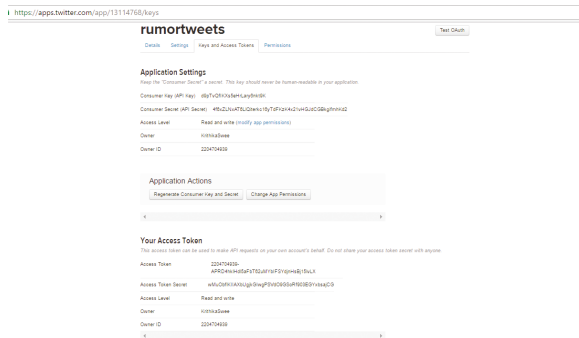 https://apps.twitter.com/app/13114768/keys
rumortweets
Test OAuth
Details Settings Keys and Access Tokens Permissions
Application Settings
Keep the "Consumer Secret" a secret. This key should never be human-readable in your application.
Consumer Key (API Key)
Consumer Secret (API Secret)
Access Level Read and write (modify app permissions)
Owner KrithikaSwee
Owner ID 2204704939
Application Actions
Regenerate Consumer Key and Secret Change App Permissions
Your Access Token
This access token can be used to make API requests on your own account's behalf. Do not share your access token secret with anyone.
Access Token 2204704939-
Access Token Secret
Access Level Read and write
Owner KrithikaSwee
Owner ID 2204704939